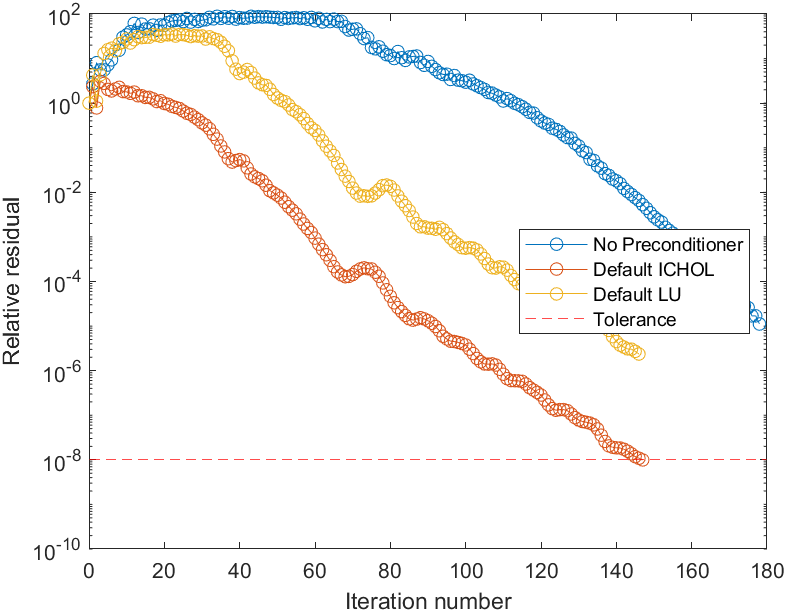 10^2
10^0
10^-2
10^-4
10^-6
10^-8
10^-10
Relative residual
No Preconditioner
Default ICHOL
Default LU
Tolerance
0 20 40 60 80 100 120 140 160 180
Iteration number